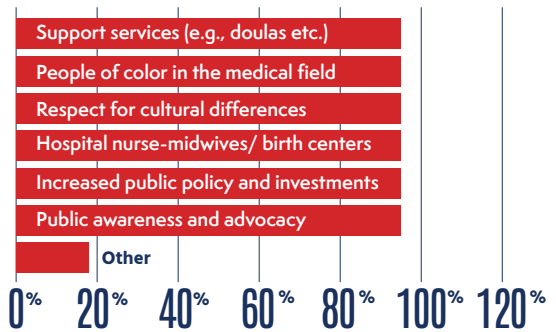 Support services (e.g., doulas etc.)
People of color in the medical field
Respect for cultural differences
Hospital nurse-midwives/ birth centers
Increased public policy and investments
Public awareness and advocacy
Other
0% 20% 40% 60% 80% 100% 120%